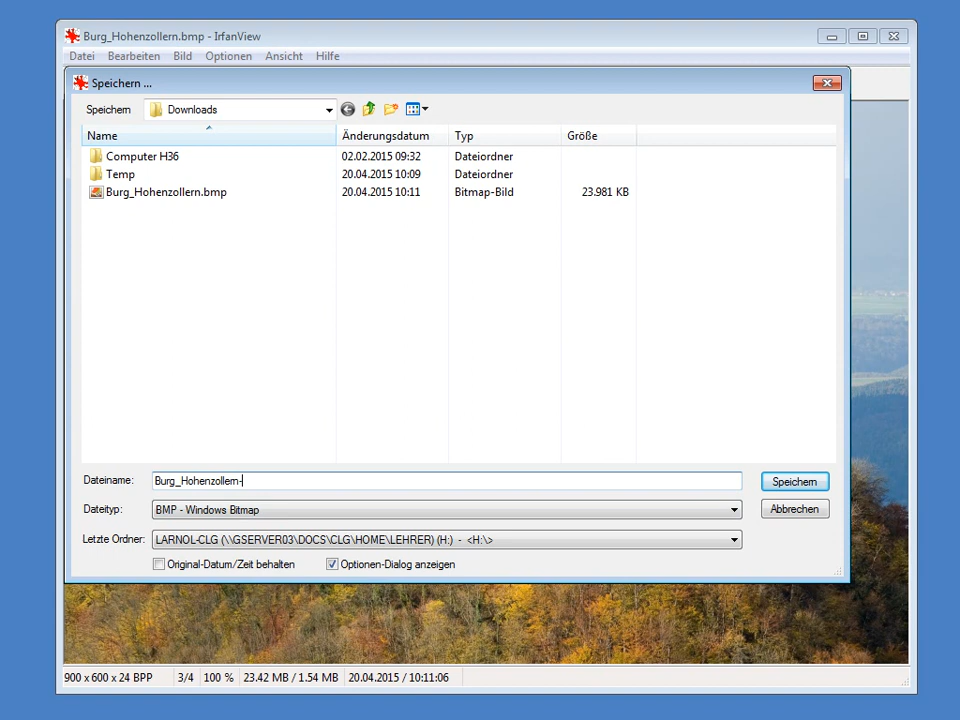 Burg_Hohenzollern.bmp - IrfanView
Datei Bearbeiten Bild Optionen Ansicht Hilfe
Speichern ...
Speichern Downloads
Name Änderungsdatum Typ Größe
Computer H36 02.02.2015 09:32 Dateiordner
Temp 20.04.2015 10:09 Dateiordner
Burg_Hohenzollern.bmp 20.04.2015 10:11 Bitmap-Bild 23.981 KB
Dateiname: Burg_Hohenzollern- Speichern
Dateityp: BMP - Windows Bitmap Abbrechen
Letzte Ordner: LARNOL-CLG (\\GSERVER03\DOCS\CLG\HOME\LEHRER) (H:) - <H:\>
Original-Datum/Zeit behalten Optionen-Dialog anzeigen
900 x 600 x 24 BPP 3/4 100 % 23.42 MB / 1.54 MB 20.04.2015 / 10:11:06